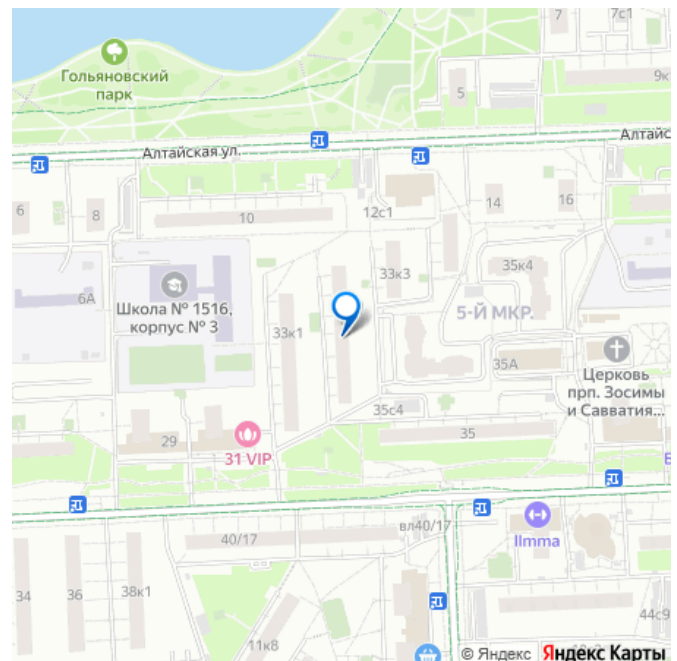 7
7с1
Гольяновский
парк
5
9к
Алтайская ул.
Алтайс
6
8
10
12с1
14
16
33к3
35к4
6А
Школа № 1516,
корпус № 3
33к1
5-Й МКР.
35А
Церковь
прп. Зосимы
и Савватия...
35с4
29
31 VIP
35
40/17
вл40/17
Ilmma
34
36
38к1
11к8
44с9
© Яндекс Яндекс Карты